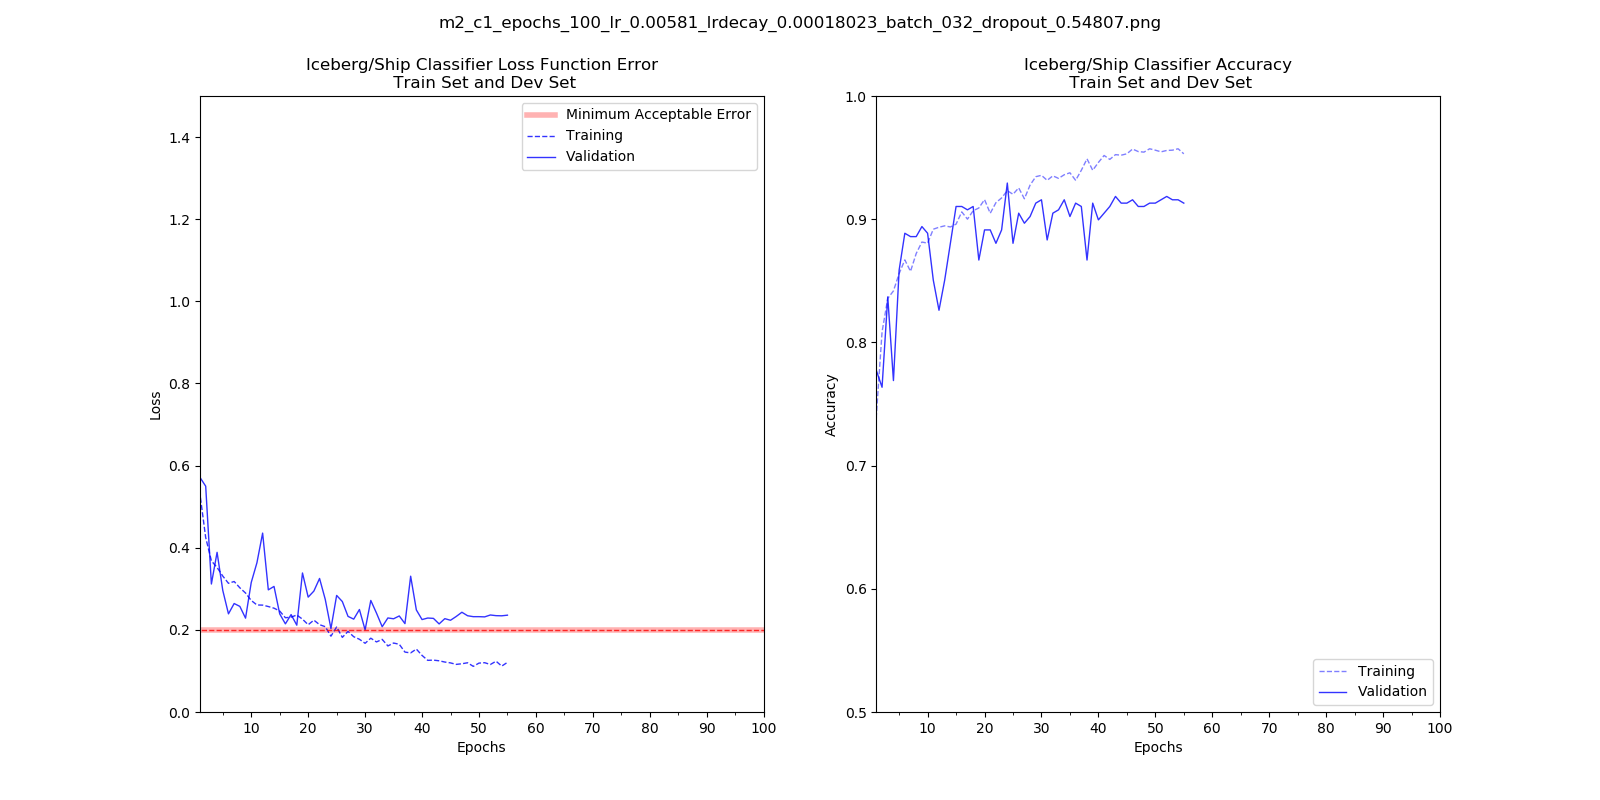 m2_c1_epochs_100_lr_0.00581_lrdecay_0.00018023_batch_032_dropout_0.54807.png
Iceberg/Ship Classifier Loss Function Error
Train Set and Dev Set
Minimum Acceptable Error
Training
Validation
1.4
1.2
1.0
0.8
0.6
0.4
0.2
0.0
Loss
10 20 30 40 50 60 70 80 90 100
Epochs
Iceberg/Ship Classifier Accuracy
Train Set and Dev Set
1.0
0.9
0.8
0.7
0.6
0.5
Accuracy
Training
Validation
10 20 30 40 50 60 70 80 90 100
Epochs